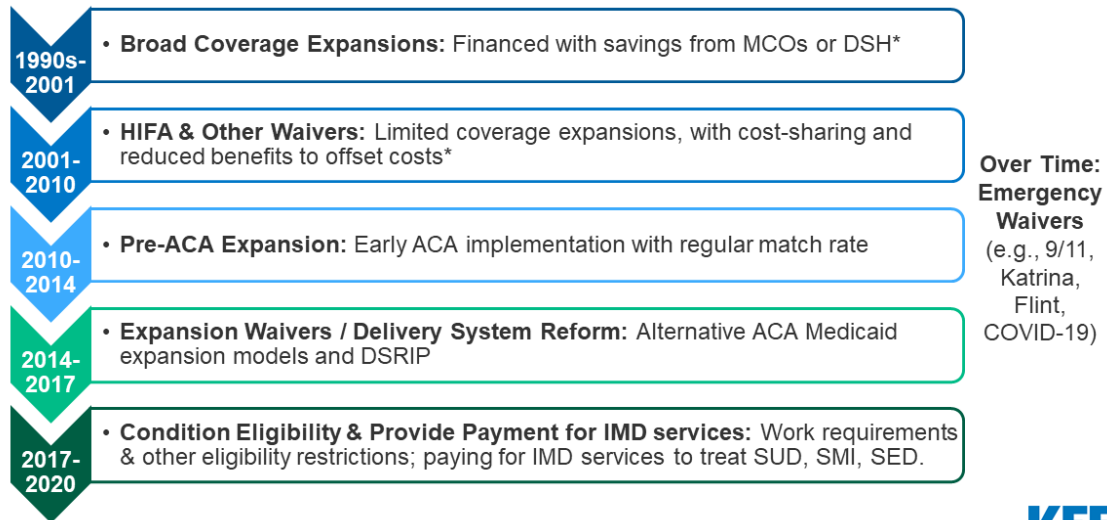 1990s-
2001
• Broad Coverage Expansions: Financed with savings from MCOs or DSH*
2001-
2010
• HIFA & Other Waivers: Limited coverage expansions, with cost-sharing and
reduced benefits to offset costs*
2010-
2014
• Pre-ACA Expansion: Early ACA implementation with regular match rate
2014-
2017
• Expansion Waivers / Delivery System Reform: Alternative ACA Medicaid
expansion models and DSRIP
2017-
2020
• Condition Eligibility & Provide Payment for IMD services: Work requirements
& other eligibility restrictions; paying for IMD services to treat SUD, SMI, SED.
Over Time:
Emergency
Waivers
(e.g., 9/11,
Katrina,
Flint,
COVID-19)